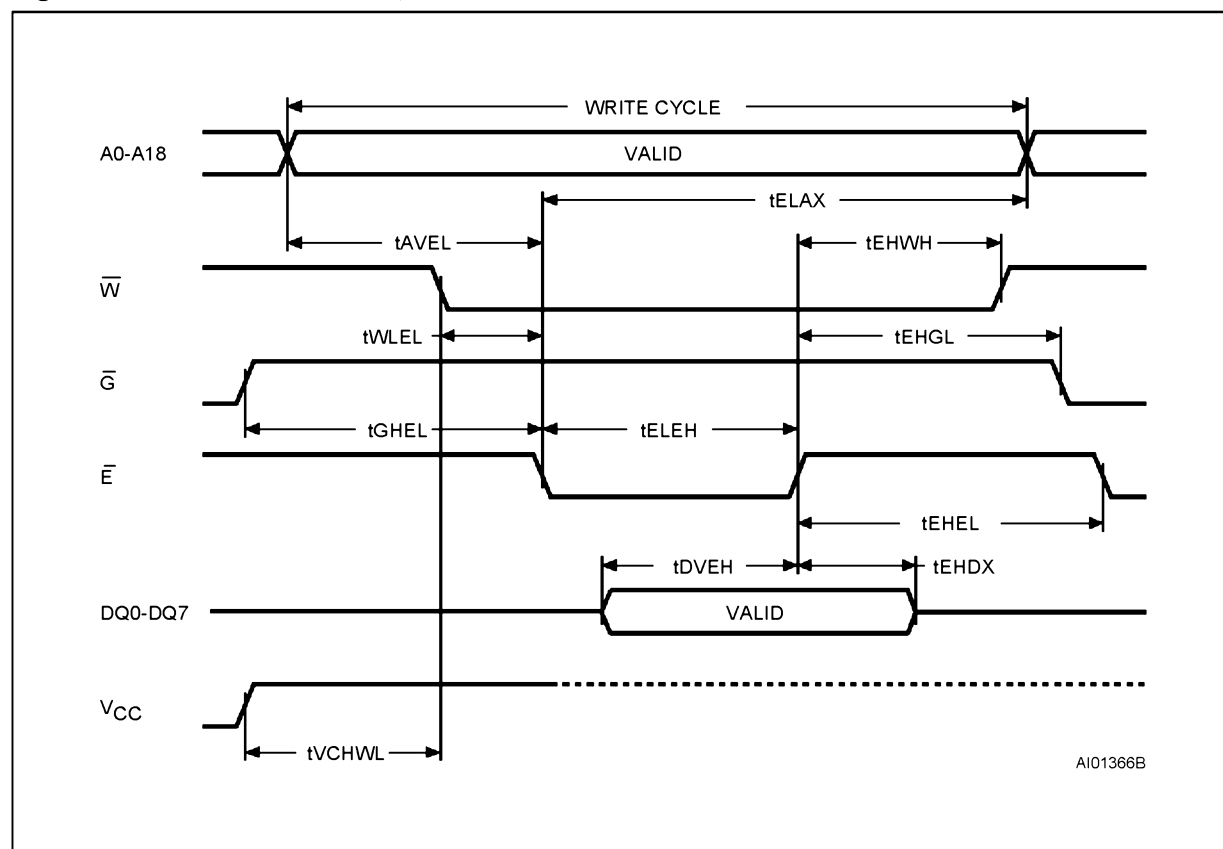 WRITE CYCLE
A0-A18 VALID
tELAX
tAVEL tEHWH
W̅
tWLEL tEHGL
G̅
tGHEL tELEH
E̅
tEHEL
tDVEH tEHDX
DQ0-DQ7 VALID
VCC
tVCHWL
AI01366B